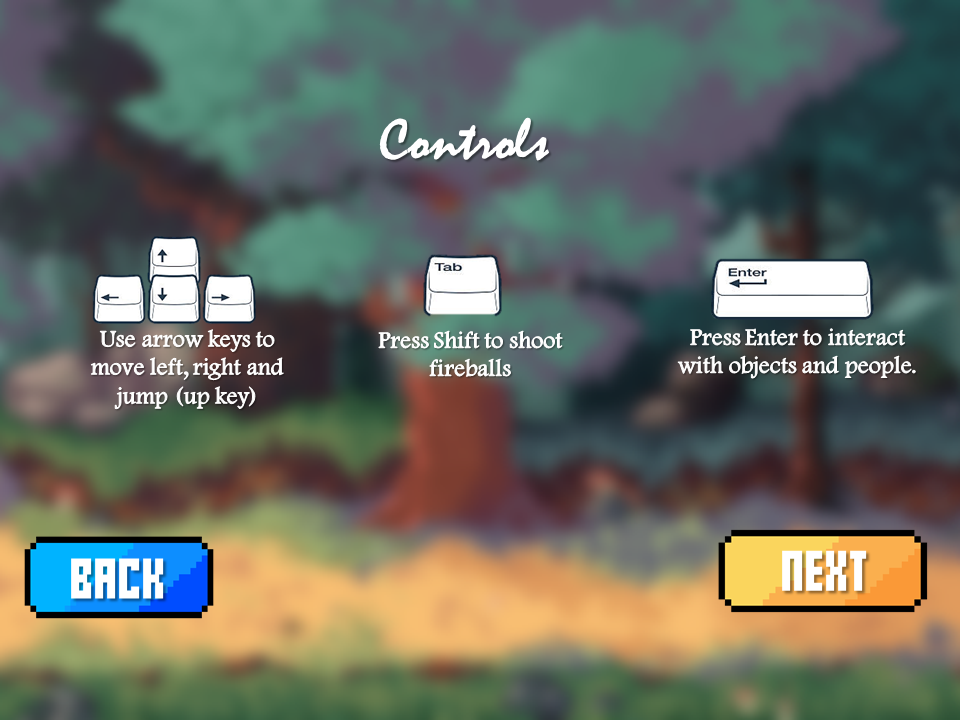 Controls
Tab
Enter
Use arrow keys to
move left, right and
jump (up key)
Press Shift to shoot
fireballs
Press Enter to interact
with objects and people.
BACK
NEXT